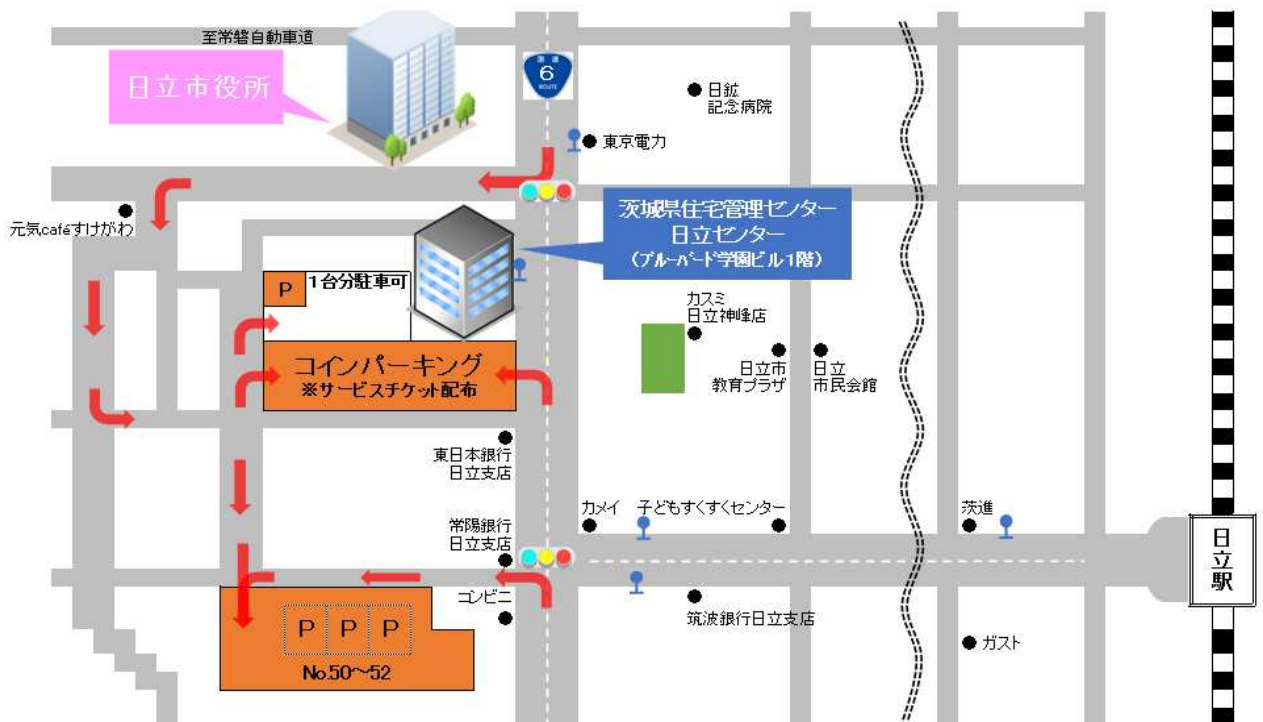 至常磐自動車道
日立市役所
国道
6
ROUTE
日鉱
記念病院
東京電力
元気caféすけがわ
茨城県住宅管理センター
日立センター
（ブルーバード学園ビル1階）
P
1台分駐車可
カスミ
日立神峰店
コインパーキング
※サービスチケット配布
日立市
教育プラザ
日立
市民会館
東日本銀行
日立支店
カメイ
子どもすくすくセンター
茨進
常陽銀行
日立支店
日立駅
コンビニ
筑波銀行日立支店
P P P
No.50～52
ガスト